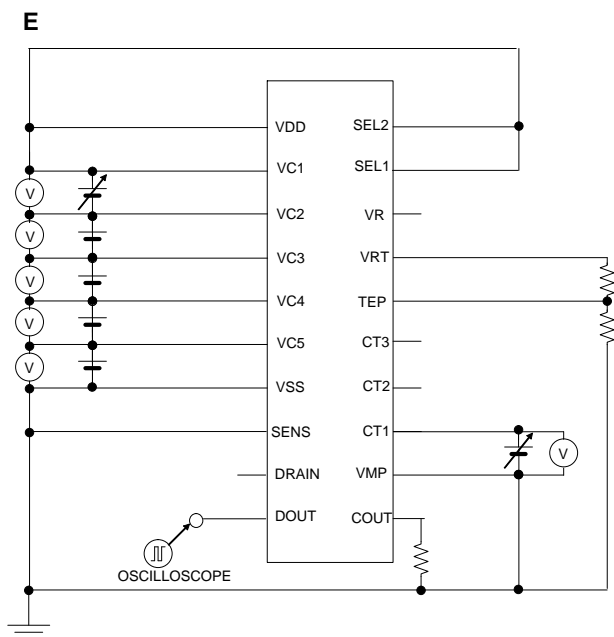 E
VDD
VC1
VC2
VC3
VC4
VC5
VSS
SENS
DRAIN
DOUT
SEL2
SEL1
VR
VRT
TEP
CT3
CT2
CT1
VMP
COUT
V
V
V
V
V
V
OSCILLOSCOPE